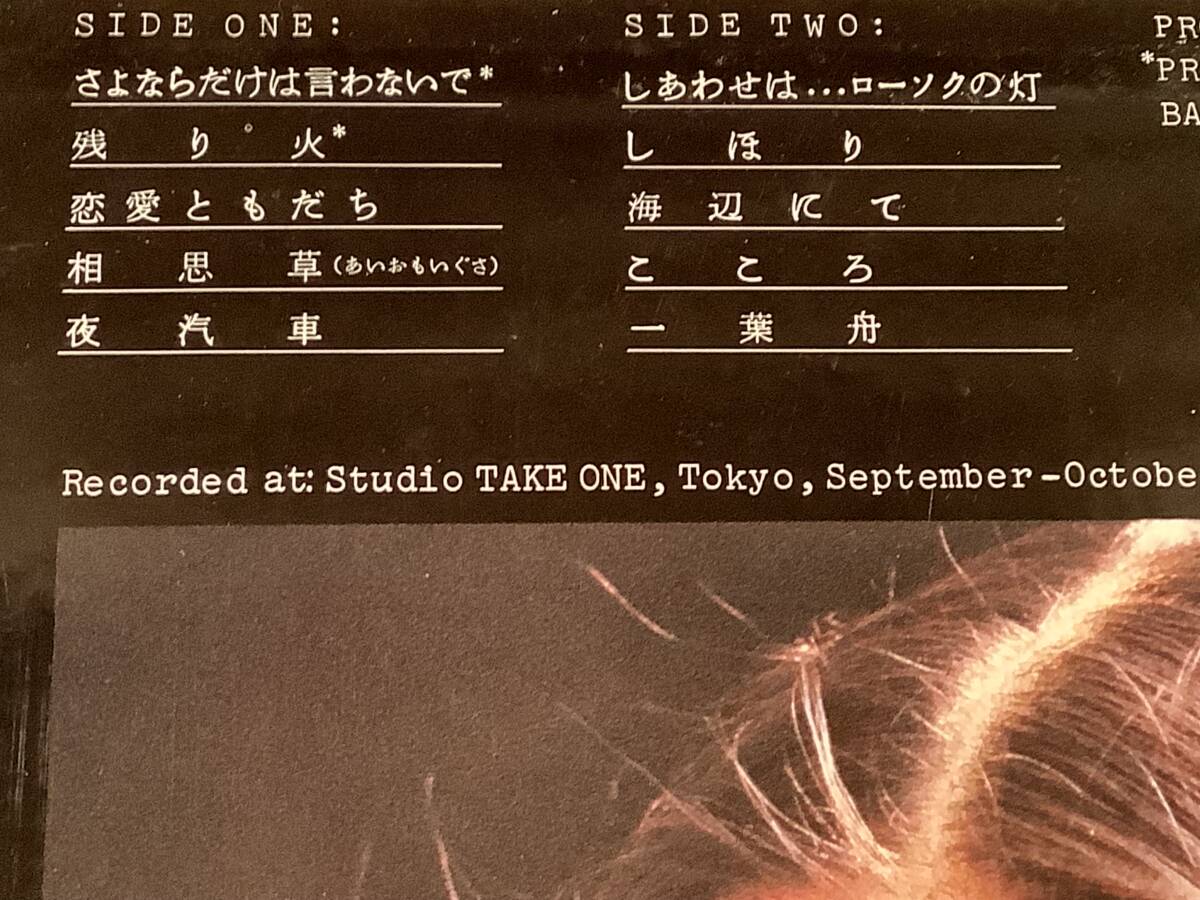 SIDE ONE:
さよならだけは言わないで*
残り火*
恋愛ともだち
相思草(あいおもいぐさ)
夜汽車
SIDE TWO:
しあわせは...ローソクの灯
しほり
海辺にて
こころ
一葉舟
Recorded at: Studio TAKE ONE, Tokyo, September-Octobe
PR
*PR
BA